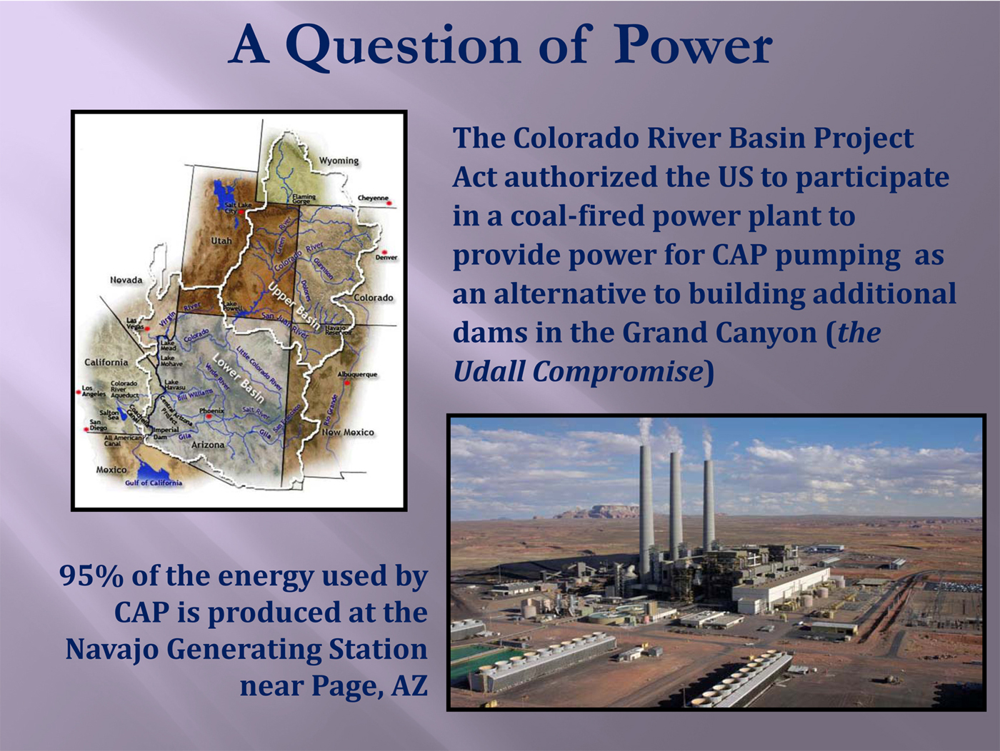 A Question of Power
The Colorado River Basin Project
Act authorized the US to participate
in a coal-fired power plant to
provide power for CAP pumping  as
an alternative to building additional
dams in the Grand Canyon (the
Udall Compromise)
Wyoming
Flaming
Gorge
Cheyenne
Salt Lake
City
Utah
Green River
Colorado River
Gunnison
Denver
Nevada
Dolores
Colorado
Upper Basin
Lake
Powell
San Juan River
Navajo
Reservoir
Las
Vegas
Virgin River
Colorado
Lake
Mead
Lake
Mohave
Little Colorado River
Lower Basin
Verde River
California
Albuquerque
Los
Angeles
Colorado
River
Aqueduct
Lake
Havasu
Bill Williams
Central Arizona
Project
Phoenix
Salt River
San Francisco
Rio Grande
Salton
Sea
Coachella
Canal
San
Diego
Imperial
Dam
Gila
Gila
New Mexico
All American
Canal
Arizona
Mexico
Gulf of California
95% of the energy used by
CAP is produced at the
Navajo Generating Station
near Page, AZ